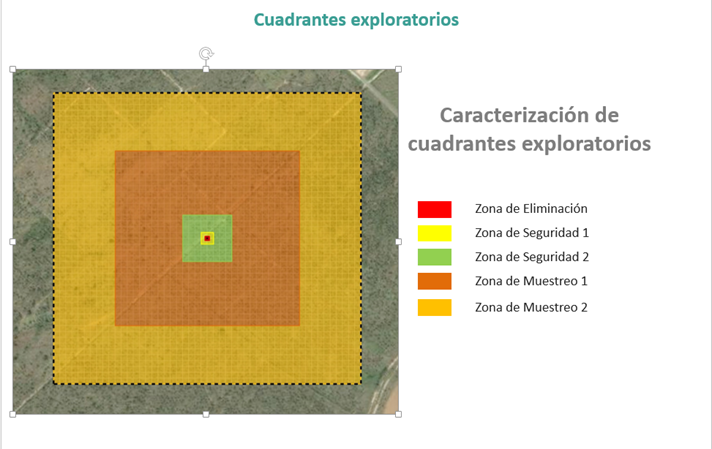 Cuadrantes exploratorios
Caracterización de
cuadrantes exploratorios
Zona de Eliminación
Zona de Seguridad 1
Zona de Seguridad 2
Zona de Muestreo 1
Zona de Muestreo 2